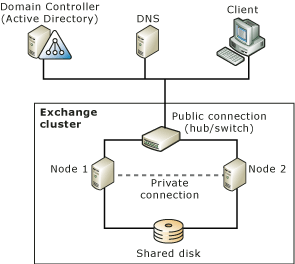 Domain Controller
(Active Directory)
DNS
Client
Exchange
cluster
Public connection
(hub/switch)
Node 1
Node 2
Private
connection
Shared disk